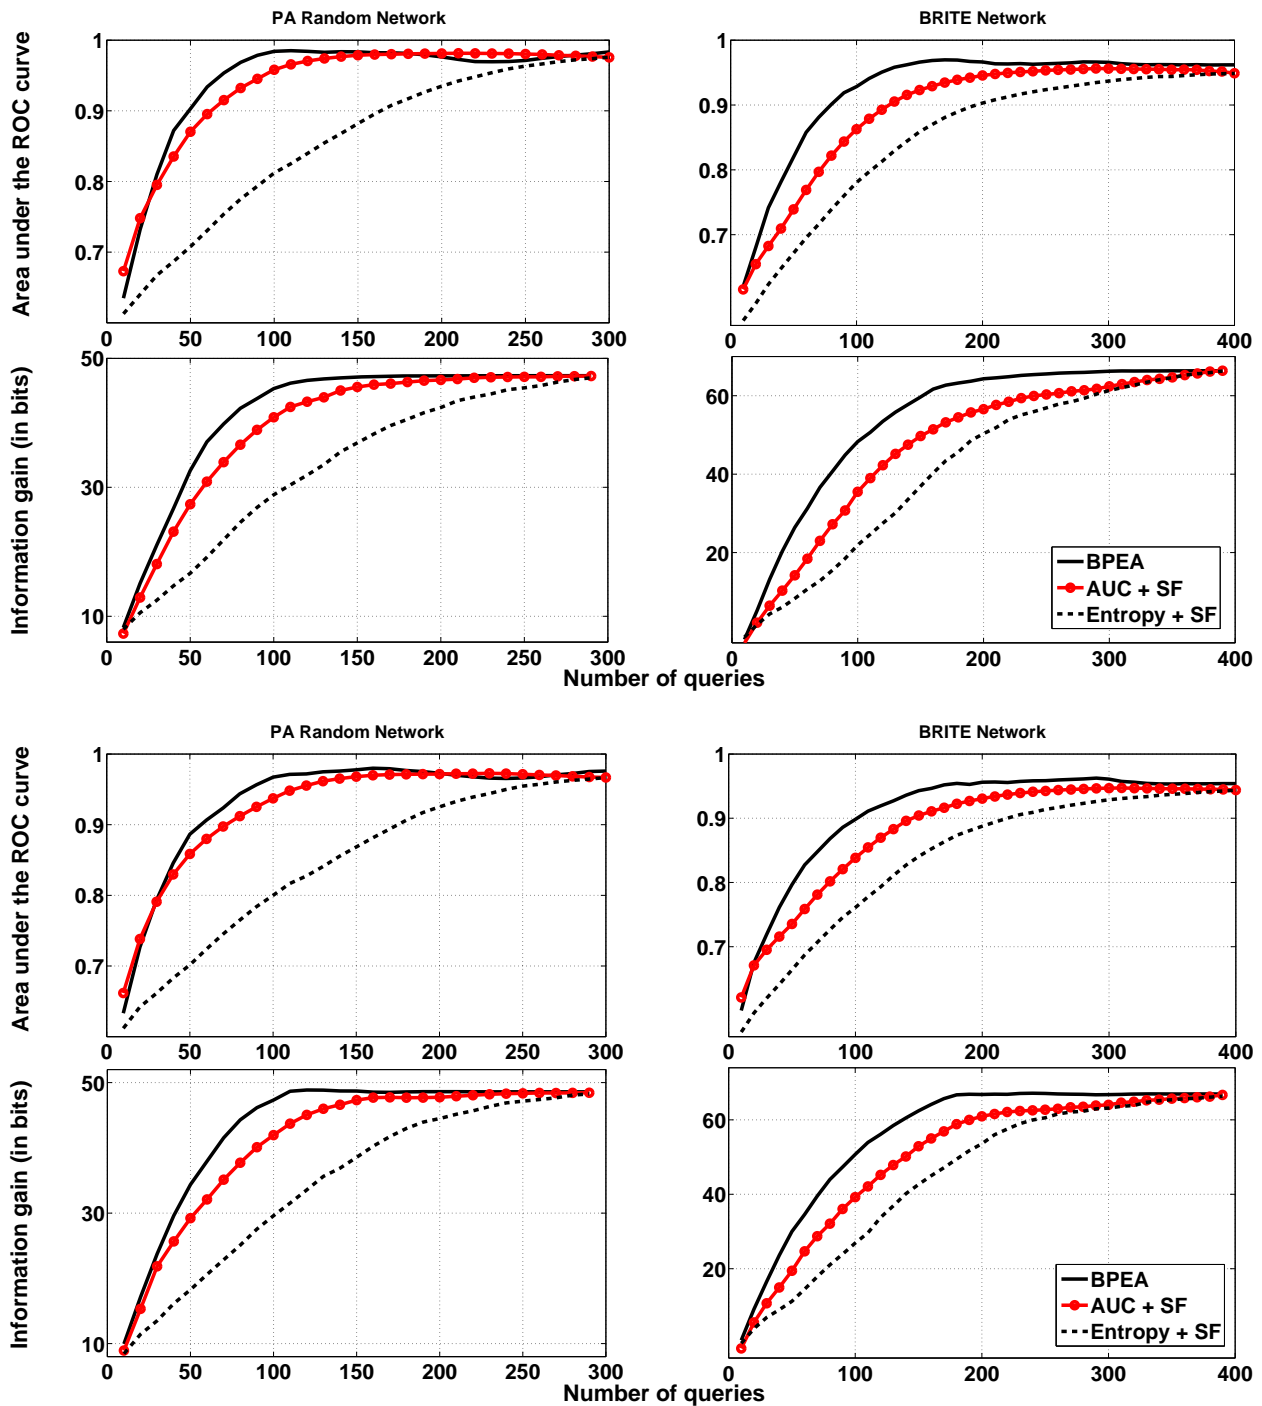 PA Random Network
BRITE Network
Area under the ROC curve
1
0.9
0.8
0.7
0 50 100 150 200 250 300
1
0.9
0.8
0.7
0 100 200 300 400
Information gain (in bits)
50
30
10
0 50 100 150 200 250 300
60
40
20
BPEA
AUC + SF
Entropy + SF
0 100 200 300 400
Number of queries
PA Random Network
BRITE Network
Area under the ROC curve
1
0.9
0.8
0.7
0 50 100 150 200 250 300
1
0.9
0.8
0.7
0 100 200 300 400
Information gain (in bits)
50
30
10
0 50 100 150 200 250 300
60
40
20
BPEA
AUC + SF
Entropy + SF
0 100 200 300 400
Number of queries